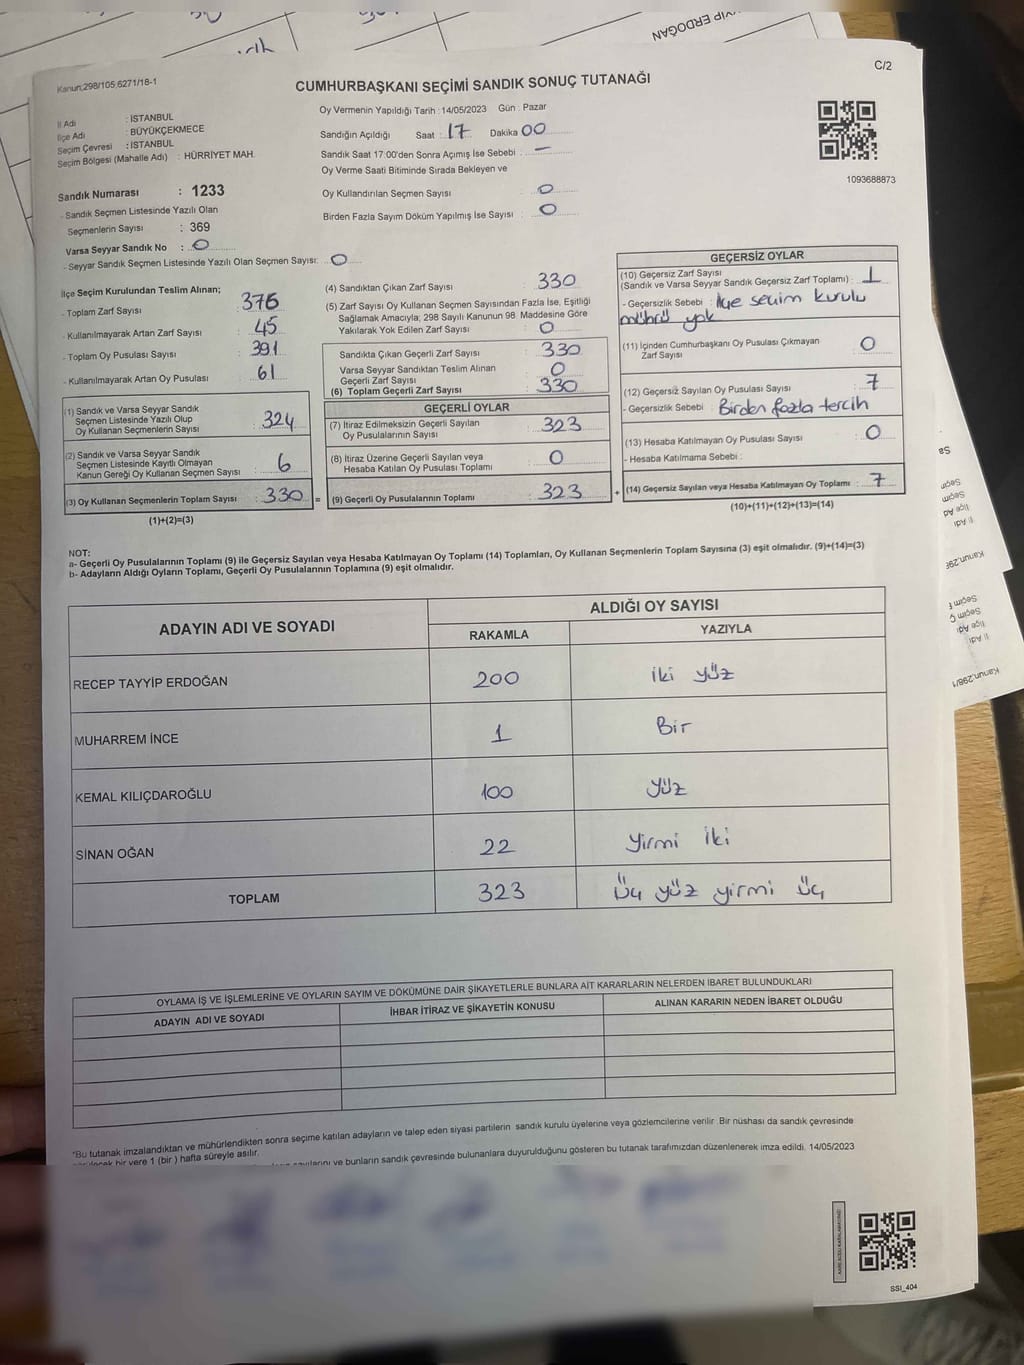 YİP ERDOĞAN
Kanun;298/105;6271/18-1
C/2
CUMHURBAŞKANI SEÇİMİ SANDIK SONUÇ TUTANAĞI
İl Adı : İSTANBUL
İlçe Adı : BÜYÜKÇEKMECE
Seçim Çevresi : İSTANBUL
Seçim Bölgesi (Mahalle Adı) : HÜRRİYET MAH.
Oy Vermenin Yapıldığı Tarih : 14/05/2023 Gün : Pazar
Sandığın Açıldığı Saat : 17 Dakika 00
Sandık Saat 17:00'den Sonra Açımış İse Sebebi : —
Oy Verme Saati Bitiminde Sırada Bekleyen ve
Oy Kullandırılan Seçmen Sayısı : 0
Birden Fazla Sayım Döküm Yapılmış İse Sayısı : 0
1093688873
Sandık Numarası : 1233
- Sandık Seçmen Listesinde Yazılı Olan
Seçmenlerin Sayısı : 369
Varsa Seyyar Sandık No : 0
- Seyyar Sandık Seçmen Listesinde Yazılı Olan Seçmen Sayısı: 0
İlçe Seçim Kurulundan Teslim Alınan;
- Toplam Zarf Sayısı : 376
- Kullanılmayarak Artan Zarf Sayısı : 45
- Toplam Oy Pusulası Sayısı : 391
- Kullanılmayarak Artan Oy Pusulası : 61
(1) Sandık ve Varsa Seyyar Sandık
Seçmen Listesinde Yazılı Olup
Oy Kullanan Seçmenlerin Sayısı : 324
(2) Sandık ve Varsa Seyyar Sandık
Seçmen Listesinde Kayıtlı Olmayan
Kanun Gereği Oy Kullanan Seçmen Sayısı : 6
(3) Oy Kullanan Seçmenlerin Toplam Sayısı : 330
(1)+(2)=(3)
(4) Sandıktan Çıkan Zarf Sayısı : 330
(5) Zarf Sayısı Oy Kullanan Seçmen Sayısından Fazla İse, Eşitliği
Sağlamak Amacıyla; 298 Sayılı Kanunun 98. Maddesine Göre
Yakılarak Yok Edilen Zarf Sayısı : 0
Sandıkta Çıkan Geçerli Zarf Sayısı : 330
Varsa Seyyar Sandıktan Teslim Alınan
Geçerli Zarf Sayısı : 0
(6) Toplam Geçerli Zarf Sayısı : 330
GEÇERLİ OYLAR
(7) İtiraz Edilmeksizin Geçerli Sayılan
Oy Pusulalarının Sayısı : 323
(8) İtiraz Üzerine Geçerli Sayılan veya
Hesaba Katılan Oy Pusulası Toplamı : 0
= (9) Geçerli Oy Pusulalarının Toplamı : 323
GEÇERSİZ OYLAR
(10) Geçersiz Zarf Sayısı
(Sandık ve Varsa Seyyar Sandık Geçersiz Zarf Toplamı) : 1
- Geçersizlik Sebebi : İlçe seçim kurulu
mührü yok
(11) İçinden Cumhurbaşkanı Oy Pusulası Çıkmayan
Zarf Sayısı : 0
(12) Geçersiz Sayılan Oy Pusulası Sayısı : 7
- Geçersizlik Sebebi : Birden fazla tercih
(13) Hesaba Katılmayan Oy Pusulası Sayısı : 0
- Hesaba Katılmama Sebebi :
+ (14) Geçersiz Sayılan veya Hesaba Katılmayan Oy Toplamı : 7
(10)+(11)+(12)+(13)=(14)
NOT:
a- Geçerli Oy Pusulalarının Toplamı (9) ile Geçersiz Sayılan veya Hesaba Katılmayan Oy Toplamı (14) Toplamları, Oy Kullanan Seçmenlerin Toplam Sayısına (3) eşit olmalıdır. (9)+(14)=(3)
b- Adayların Aldığı Oyların Toplamı, Geçerli Oy Pusulalarının Toplamına (9) eşit olmalıdır.
ADAYIN ADI VE SOYADI
ALDIĞI OY SAYISI
RAKAMLA YAZIYLA
RECEP TAYYİP ERDOĞAN 200 iki yüz
MUHARREM İNCE 1 Bir
KEMAL KILIÇDAROĞLU 100 yüz
SİNAN OĞAN 22 yirmi iki
TOPLAM 323 üç yüz yirmi üç
OYLAMA İŞ VE İŞLEMLERİNE VE OYLARIN SAYIM VE DÖKÜMÜNE DAİR ŞİKAYETLERLE BUNLARA AİT KARARLARIN NELERDEN İBARET BULUNDUKLARI
ADAYIN ADI VE SOYADI İHBAR İTİRAZ VE ŞİKAYETİN KONUSU ALINAN KARARIN NEDEN İBARET OLDUĞU
*Bu tutanak imzalandıktan ve mühürlendikten sonra seçime katılan adayların ve talep eden siyasi partilerin sandık kurulu üyelerine veya gözlemcilerine verilir. Bir nüshası da sandık çevresinde
bir yere 1 (bir) hafta süreyle asılır.
ve bunların sandık çevresinde bulunanlara duyurulduğunu gösteren bu tutanak tarafımızdan düzenlenerek imza edildi. 14/05/2023
SSI_404
Seçim
Seçim
İlçe Ad
İl Adı
Kanun;298
Seçim B
Seçim Ç
İlçe Adı
İl Adı
Kanun;298/1